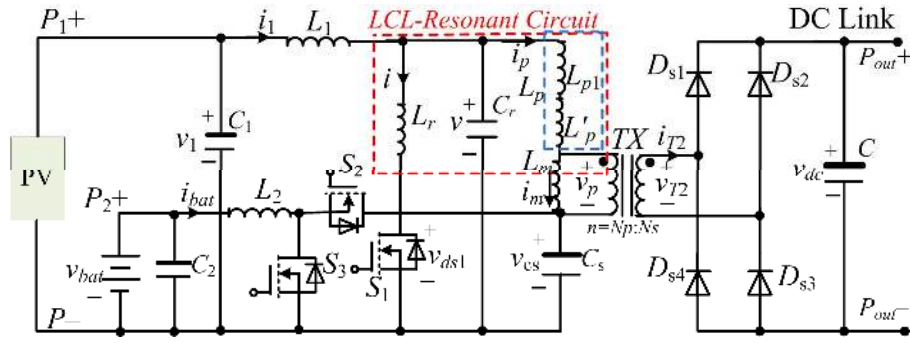 LCL-Resonant Circuit
DC Link
P1+
i1
L1
ip
Lp1
Lp
L'p
i
Lr
Cr
v
+
−
C1
v1
+
−
PV
P2+
ibat
L2
S2
Lm
im
TX
vp
+
−
iT2
vT2
+
−
n=Np:Ns
Ds1
Ds2
Ds3
Ds4
Pout+
C
vdc
+
−
vbat
+
−
C2
S3
S1
vds1
+
−
vcs
+
−
Cs
P−
Pout−